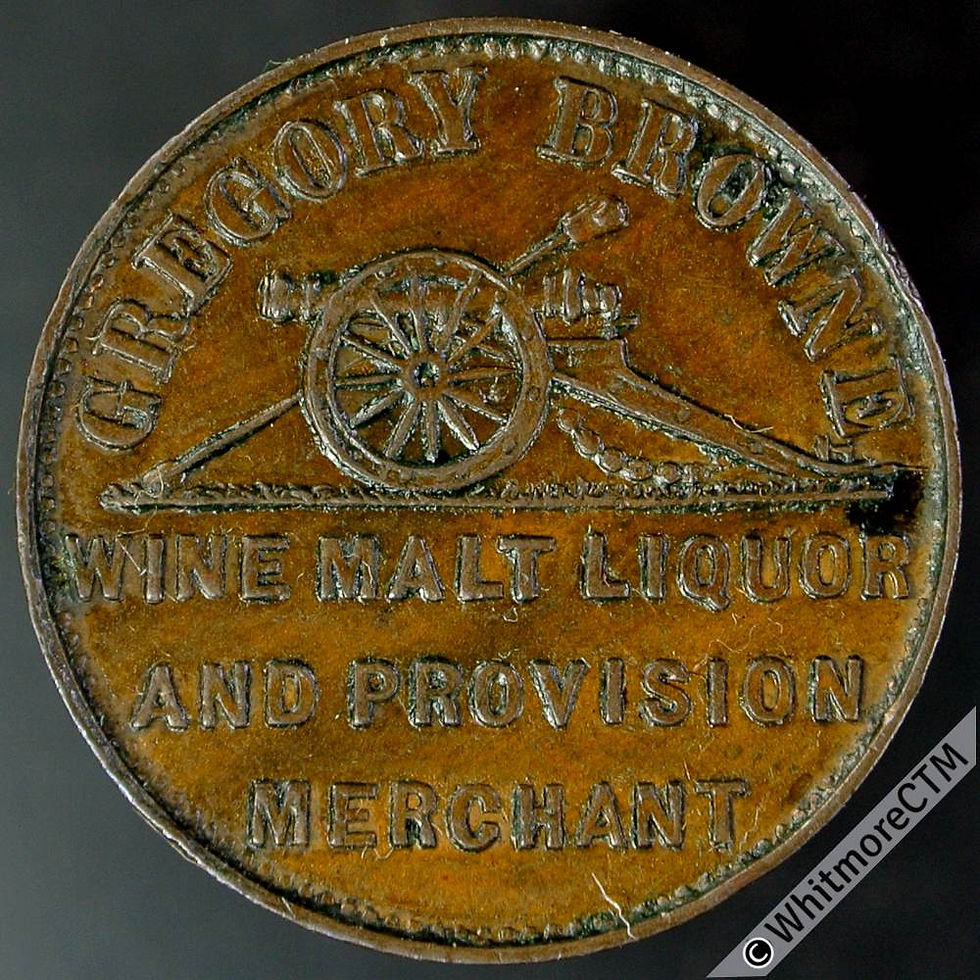 GREGORY BROWNE
WINE MALT LIQUOR
AND PROVISION
MERCHANT
©WhitmoreCTM